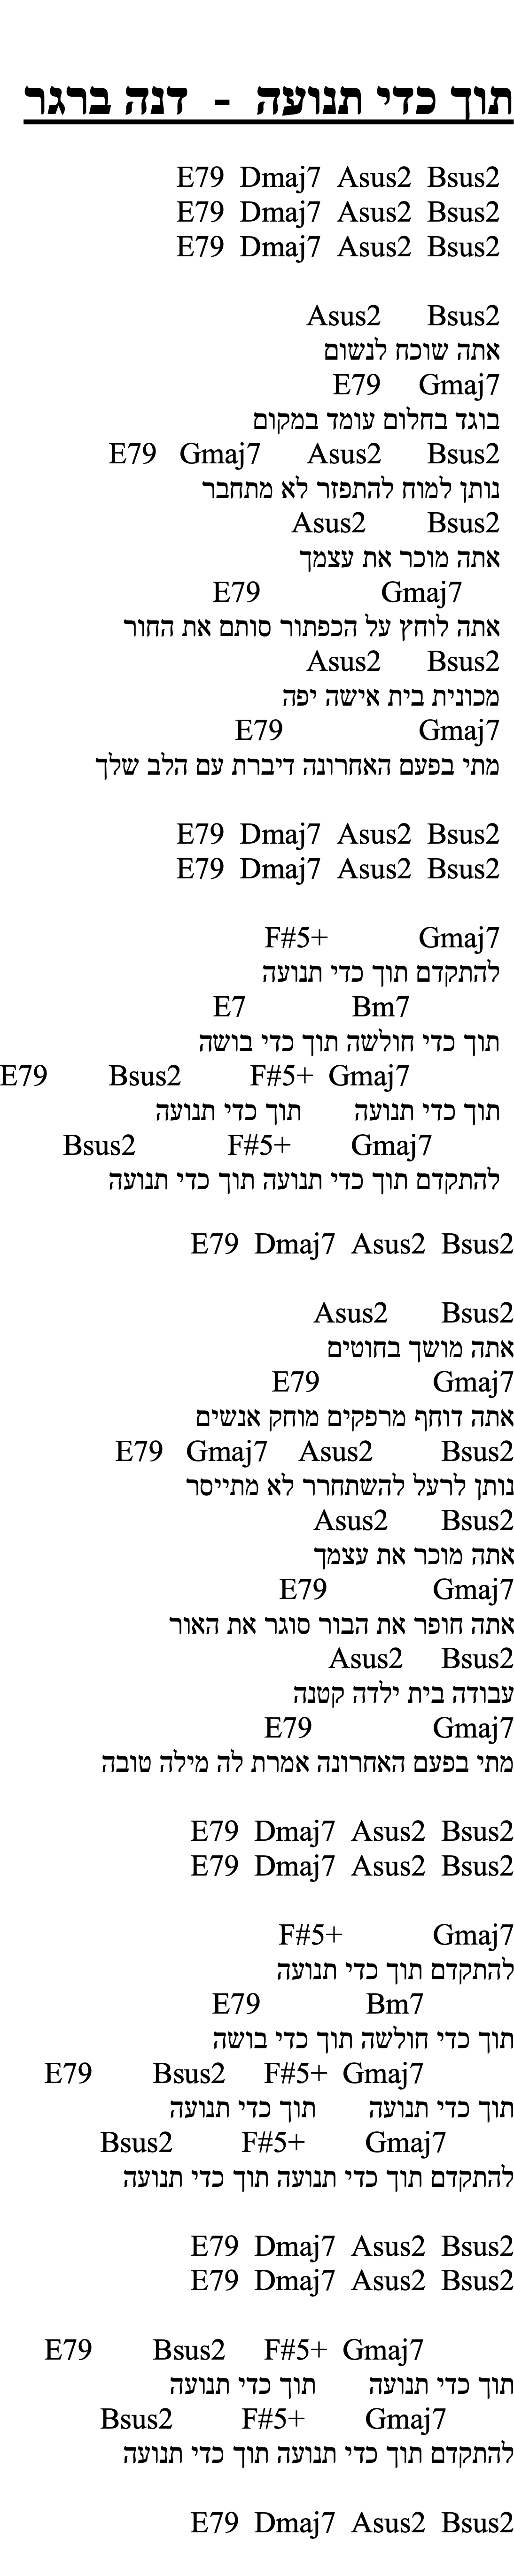 תוך כדי תנועה - דנה ברגר
E79 Dmaj7 Asus2 Bsus2
E79 Dmaj7 Asus2 Bsus2
E79 Dmaj7 Asus2 Bsus2
Asus2 Bsus2
אתה שוכח לנשום
E79 Gmaj7
בוגד בחלום עומד במקום
E79 Gmaj7 Asus2 Bsus2
נותן למוח להתפזר לא מתחבר
Asus2 Bsus2
אתה מוכר את עצמך
E79 Gmaj7
אתה לוחץ על הכפתור סותם את החור
Asus2 Bsus2
מכונית בית אישה יפה
E79 Gmaj7
מתי בפעם האחרונה דיברת עם הלב שלך
E79 Dmaj7 Asus2 Bsus2
E79 Dmaj7 Asus2 Bsus2
F#5+ Gmaj7
להתקדם תוך כדי תנועה
E7 Bm7
תוך כדי חולשה תוך כדי בושה
E79 Bsus2 F#5+ Gmaj7
תוך כדי תנועה תוך כדי תנועה
Bsus2 F#5+ Gmaj7
להתקדם תוך כדי תנועה תוך כדי תנועה
E79 Dmaj7 Asus2 Bsus2
Asus2 Bsus2
אתה מושך בחוטים
E79 Gmaj7
אתה דוחף מרפקים מוחק אנשים
E79 Gmaj7 Asus2 Bsus2
נותן לרעל להשתחרר לא מתייסר
Asus2 Bsus2
אתה מוכר את עצמך
E79 Gmaj7
אתה חופר את הבור סוגר את האור
Asus2 Bsus2
עבודה בית ילדה קטנה
E79 Gmaj7
מתי בפעם האחרונה אמרת לה מילה טובה
E79 Dmaj7 Asus2 Bsus2
E79 Dmaj7 Asus2 Bsus2
F#5+ Gmaj7
להתקדם תוך כדי תנועה
E79 Bm7
תוך כדי חולשה תוך כדי בושה
E79 Bsus2 F#5+ Gmaj7
תוך כדי תנועה תוך כדי תנועה
Bsus2 F#5+ Gmaj7
להתקדם תוך כדי תנועה תוך כדי תנועה
E79 Dmaj7 Asus2 Bsus2
E79 Dmaj7 Asus2 Bsus2
E79 Bsus2 F#5+ Gmaj7
תוך כדי תנועה תוך כדי תנועה
Bsus2 F#5+ Gmaj7
להתקדם תוך כדי תנועה תוך כדי תנועה
E79 Dmaj7 Asus2 Bsus2